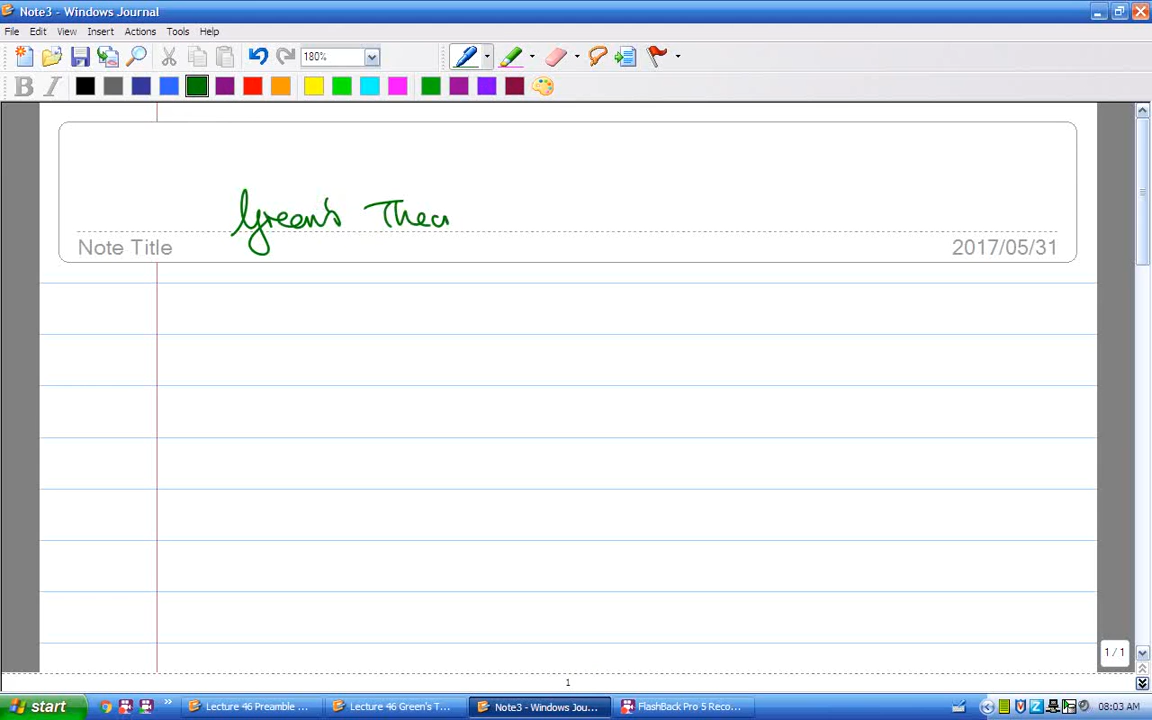 Note3 - Windows Journal
File Edit View Insert Actions Tools Help
180%
B I
Green's Theo
Note Title 2017/05/31
1 / 1
1
start Lecture 46 Preamble ... Lecture 46 Green's T... Note3 - Windows Jou... FlashBack Pro 5 Reco... 08:03 AM